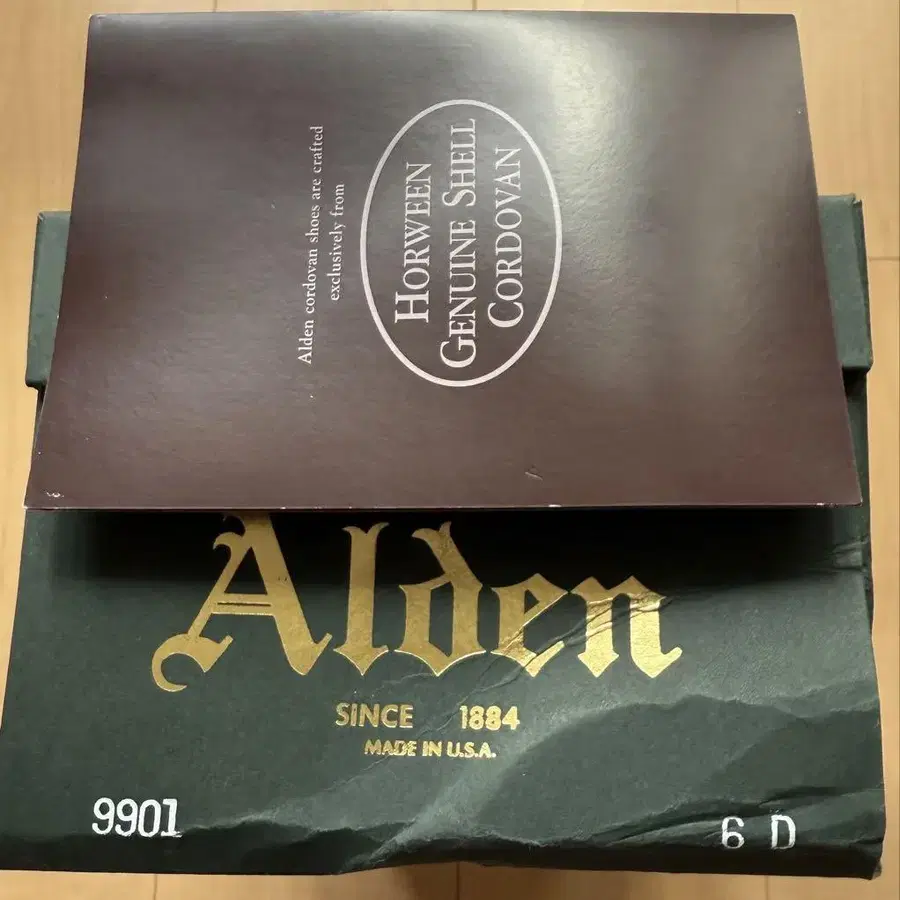 Alden cordovan shoes are crafted
exclusively from
HORWEEN
GENUINE SHELL
CORDOVAN
Alden
SINCE 1884
MADE IN U.S.A.
9901
6 D